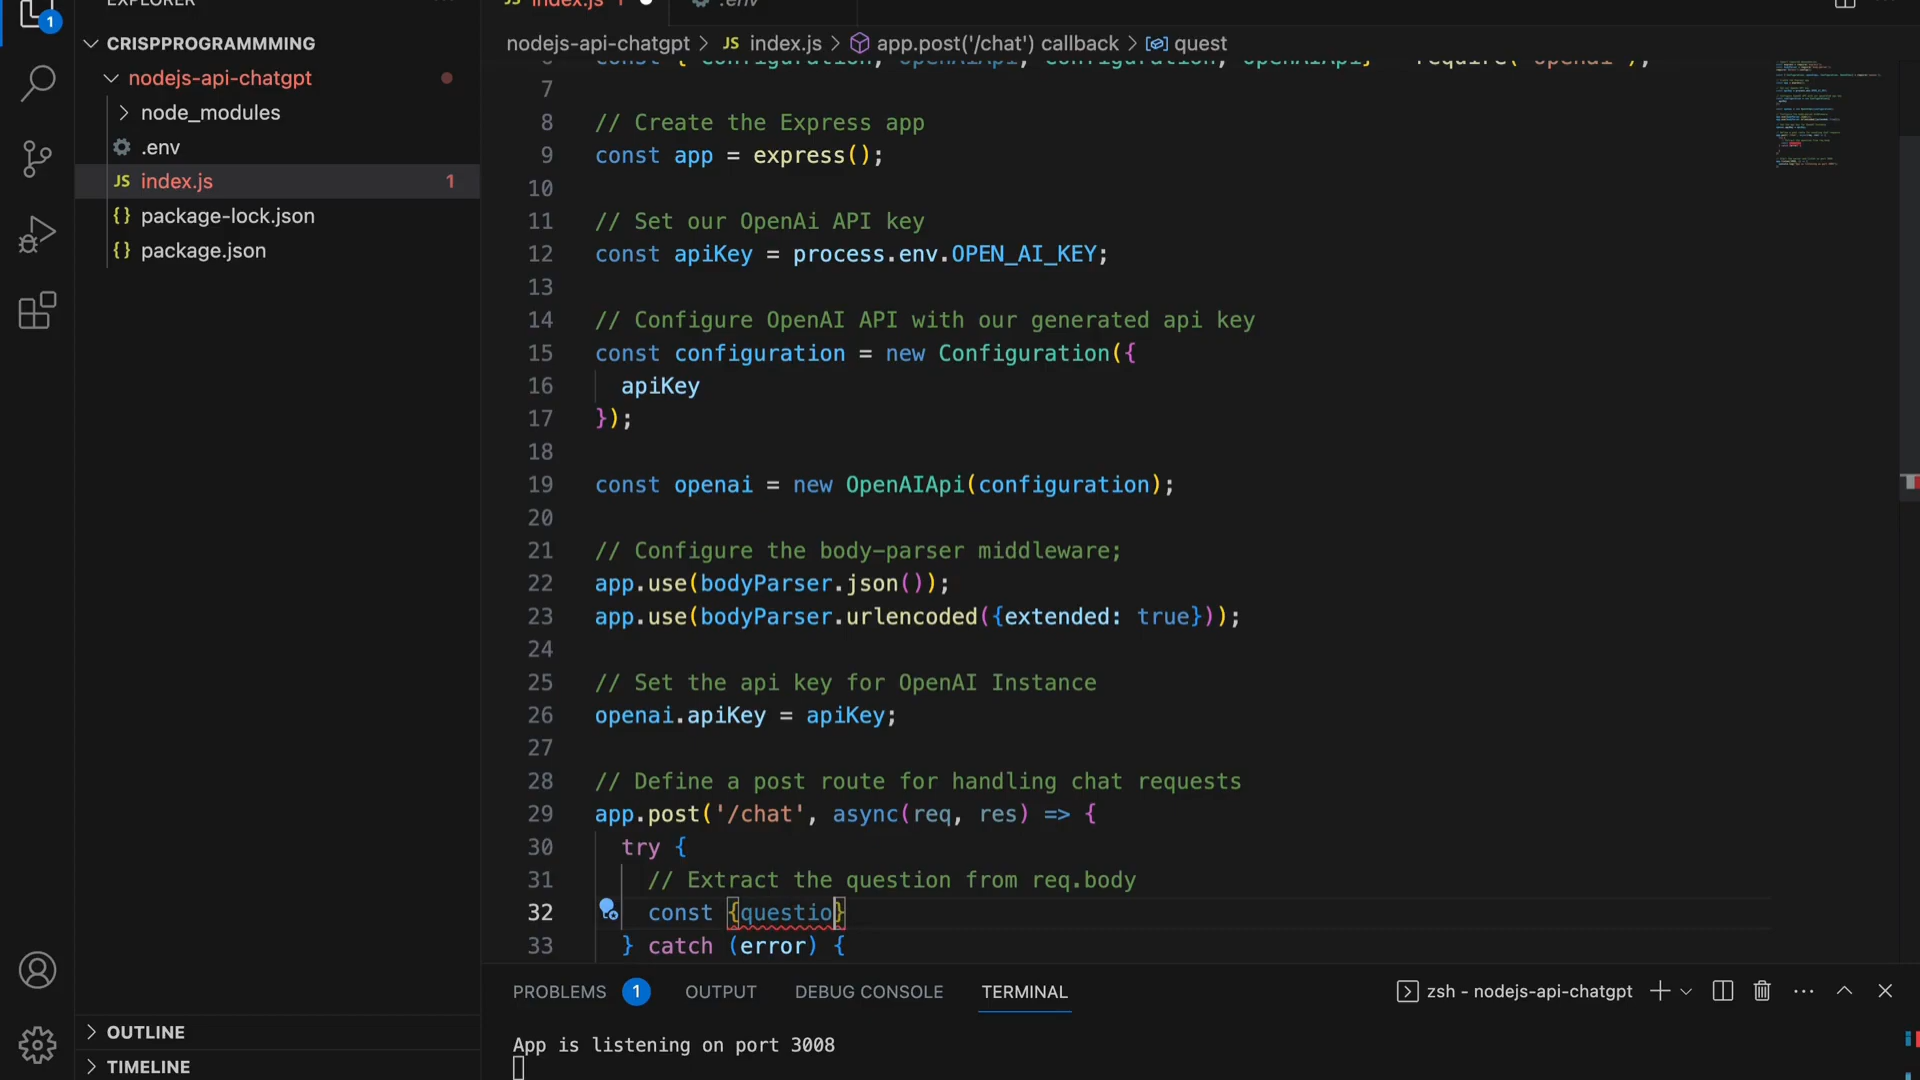 EXPLORER
CRISPPROGRAMMMING
nodejs-api-chatgpt
node_modules
.env
JS index.js 1
{} package-lock.json
{} package.json
OUTLINE
TIMELINE
1
JS index.js 1
.env
nodejs-api-chatgpt > JS index.js > app.post('/chat') callback > quest
6 const { Configuration, OpenAIApi, Configuration, OpenAIApi} = require("openai");
7
8 // Create the Express app
9 const app = express();
10
11 // Set our OpenAi API key
12 const apiKey = process.env.OPEN_AI_KEY;
13
14 // Configure OpenAI API with our generated api key
15 const configuration = new Configuration({
16 apiKey
17 });
18
19 const openai = new OpenAIApi(configuration);
20
21 // Configure the body-parser middleware;
22 app.use(bodyParser.json());
23 app.use(bodyParser.urlencoded({extended: true}));
24
25 // Set the api key for OpenAI Instance
26 openai.apiKey = apiKey;
27
28 // Define a post route for handling chat requests
29 app.post('/chat', async(req, res) => {
30 try {
31 // Extract the question from req.body
32 const {questio}
33 } catch (error) {
PROBLEMS 1 OUTPUT DEBUG CONSOLE TERMINAL
zsh - nodejs-api-chatgpt
App is listening on port 3008